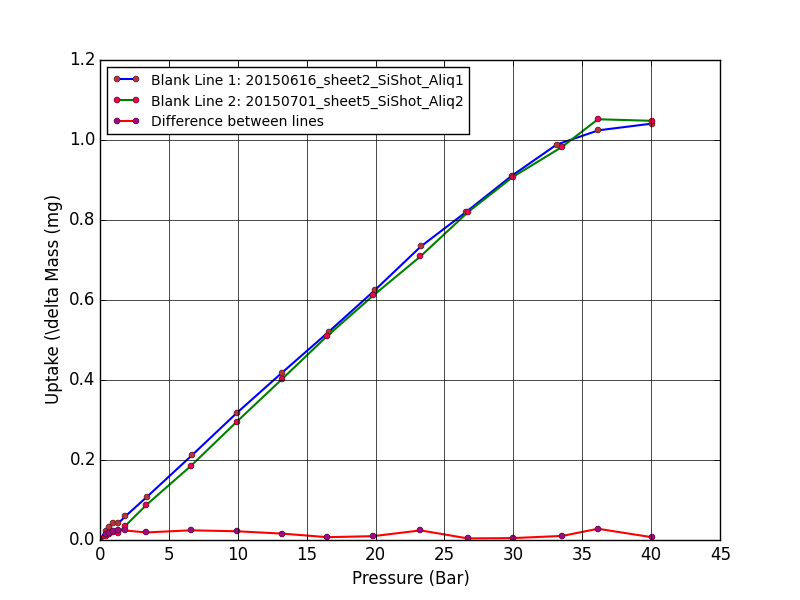 1.2
Blank Line 1: 20150616_sheet2_SiShot_Aliq1
Blank Line 2: 20150701_sheet5_SiShot_Aliq2
Difference between lines
1.0
0.8
0.6
0.4
0.2
0.0
Uptake (\delta Mass (mg)
0 5 10 15 20 25 30 35 40 45
Pressure (Bar)